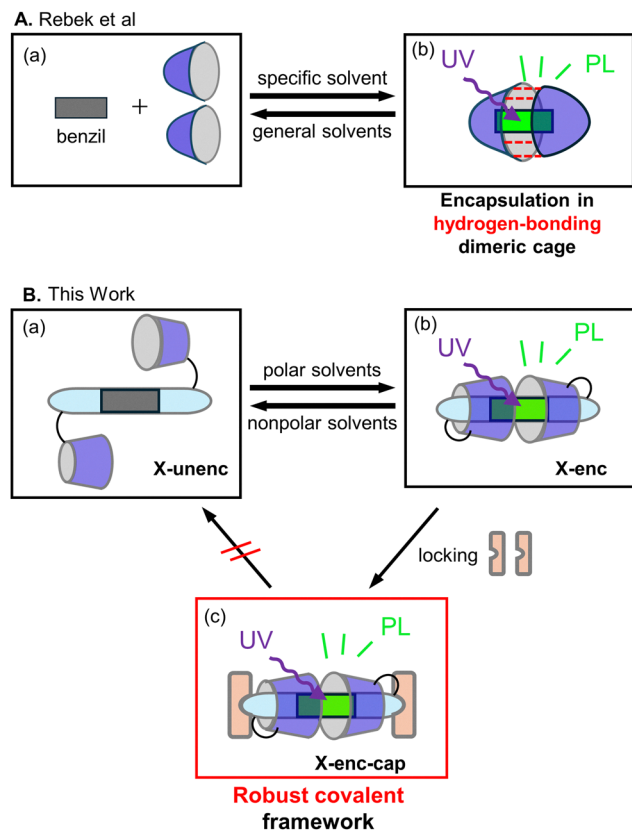 A. Rebek et al
(a)
benzil
+
specific solvent
general solvents
(b)
UV
PL
Encapsulation in
hydrogen-bonding
dimeric cage
B. This Work
(a)
X-unenc
polar solvents
nonpolar solvents
(b)
UV
PL
X-enc
locking
(c)
UV
PL
X-enc-cap
Robust covalent
framework